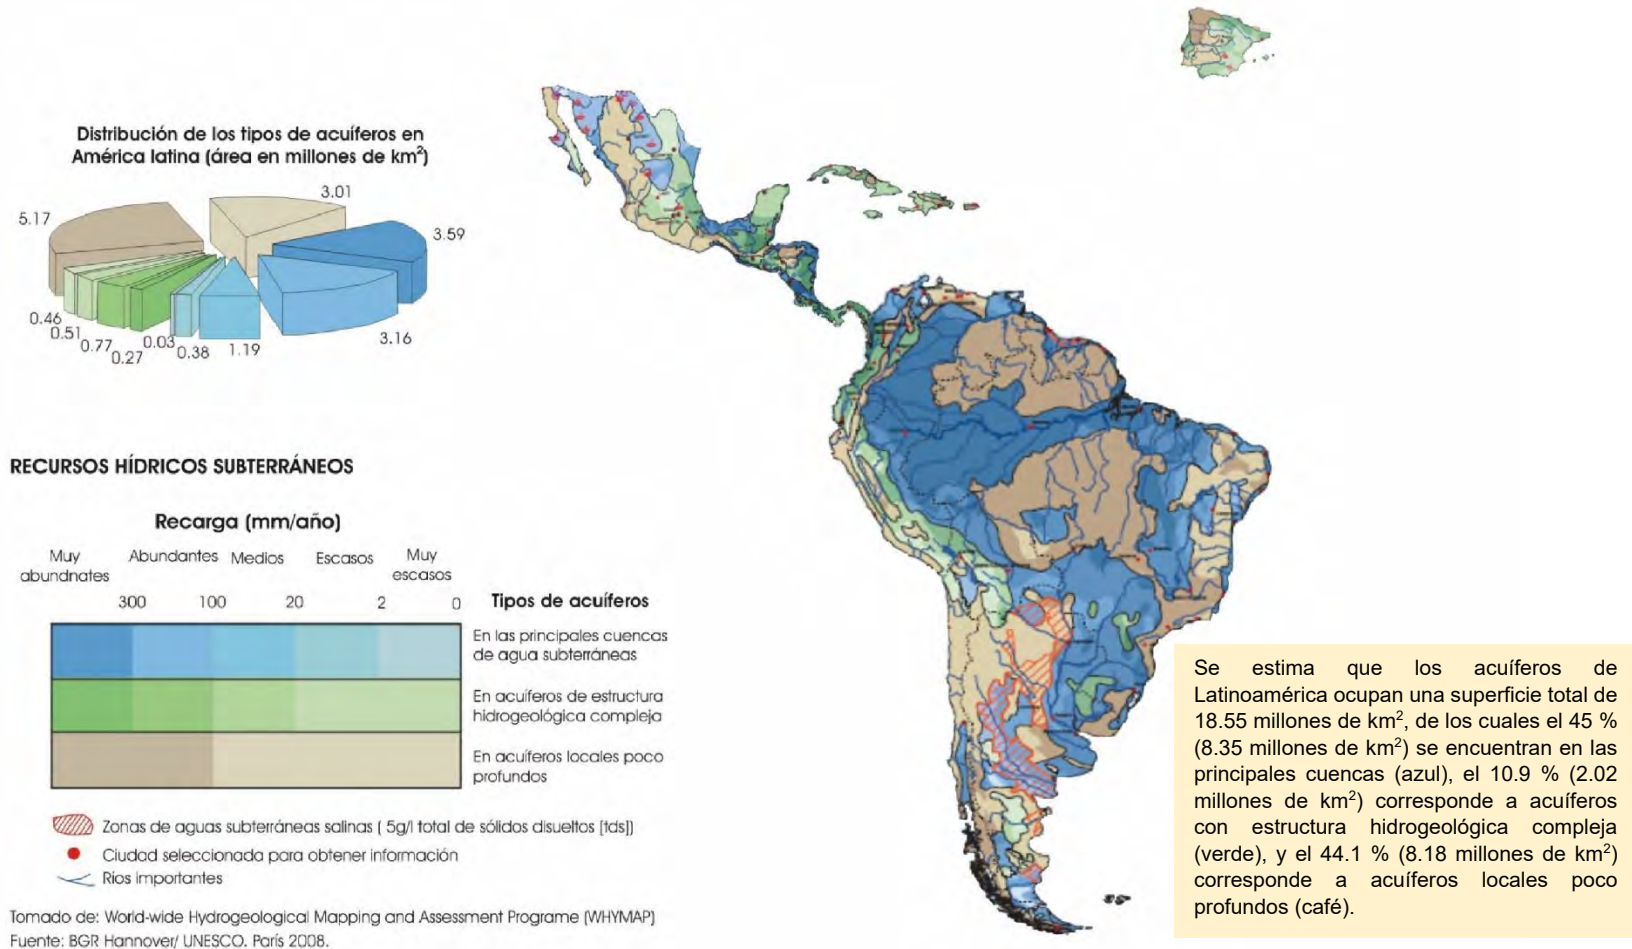 Distribución de los tipos de acuíferos en
América latina (área en millones de km²)
3.01
5.17
3.59
0.46
0.51
0.77
0.27
0.03
0.38
1.19
3.16
RECURSOS HÍDRICOS SUBTERRÁNEOS
Recarga (mm/año)
Muy abundnates
Abundantes
Medios
Escasos
Muy escasos
300 100 20 2 0
Tipos de acuíferos
En las principales cuencas
de agua subterráneas
En acuíferos de estructura
hidrogeológica compleja
En acuíferos locales poco
profundos
Zonas de aguas subterráneas salinas ( 5g/l total de sólidos disueltos [tds])
Ciudad seleccionada para obtener información
Ríos importantes
Tomado de: World-wide Hydrogeological Mapping and Assessment Programe (WHYMAP)
Fuente: BGR Hannover/ UNESCO. París 2008.
Se estima que los acuíferos de
Latinoamérica ocupan una superficie total de
18.55 millones de km², de los cuales el 45 %
(8.35 millones de km²) se encuentran en las
principales cuencas (azul), el 10.9 % (2.02
millones de km²) corresponde a acuíferos
con estructura hidrogeológica compleja
(verde), y el 44.1 % (8.18 millones de km²)
corresponde a acuíferos locales poco
profundos (café).